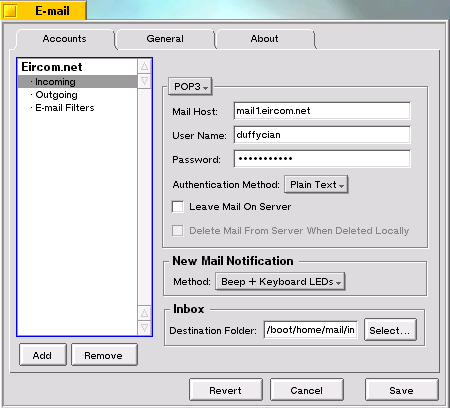 E-mail
Accounts
General
About
Eircom.net
· Incoming
· Outgoing
· E-mail Filters
Add
Remove
POP3
Mail Host: mail1.eircom.net
User Name: duffycian
Password: •••••••••••
Authentication Method: Plain Text
Leave Mail On Server
Delete Mail From Server When Deleted Locally
New Mail Notification
Method: Beep + Keyboard LEDs
Inbox
Destination Folder: /boot/home/mail/in Select...
Revert
Cancel
Save